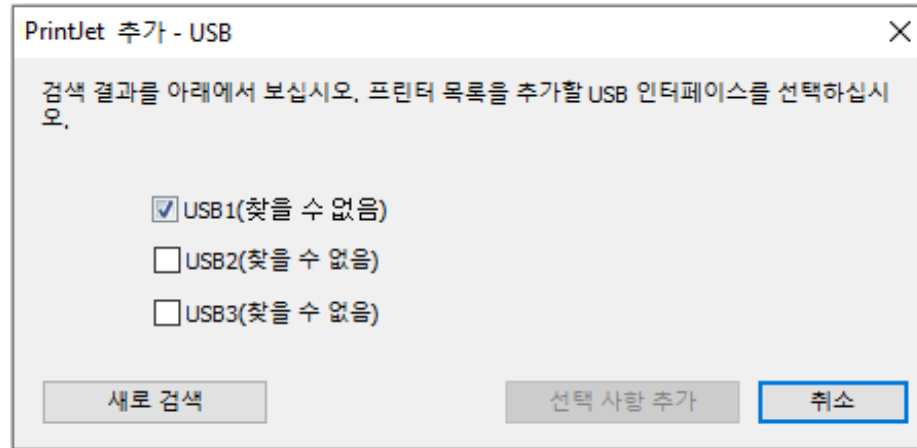 PrintJet 추가 - USB
검색 결과를 아래에서 보십시오. 프린터 목록을 추가할 USB 인터페이스를 선택하십시
오.
USB1(찾을 수 없음)
USB2(찾을 수 없음)
USB3(찾을 수 없음)
새로 검색 선택 사항 추가 취소